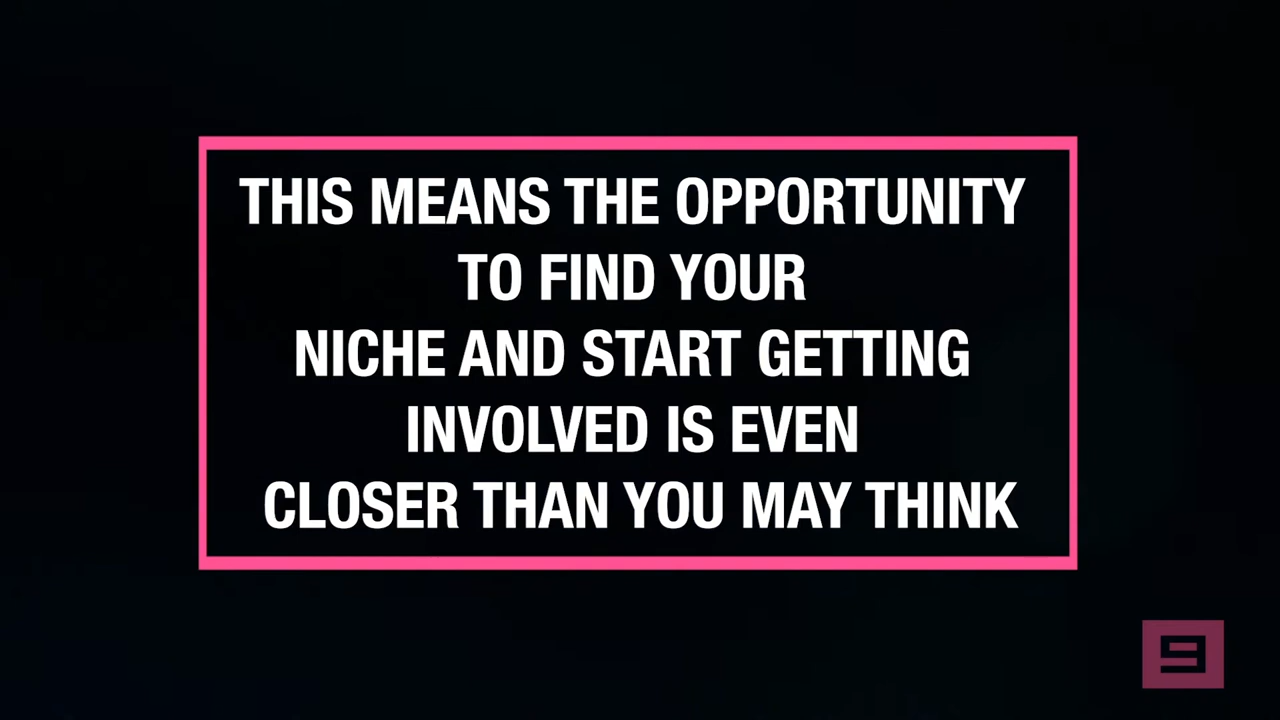 THIS MEANS THE OPPORTUNITY
TO FIND YOUR
NICHE AND START GETTING
INVOLVED IS EVEN
CLOSER THAN YOU MAY THINK
9